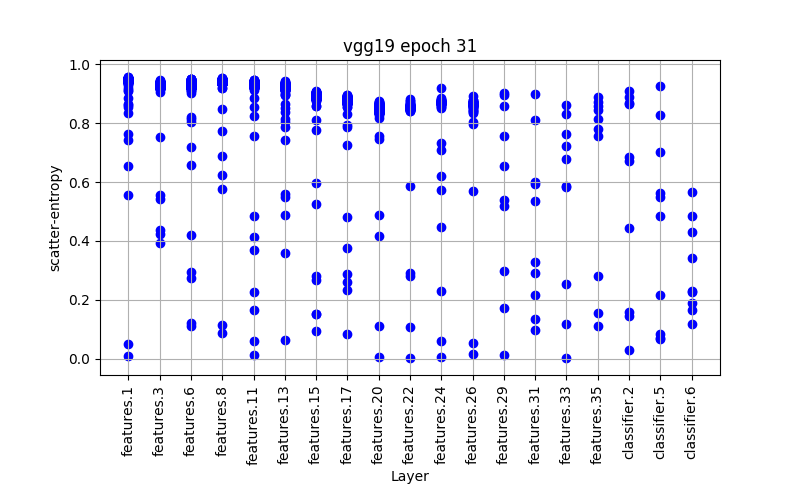 vgg19 epoch 31
scatter-entropy
1.0
0.8
0.6
0.4
0.2
0.0
features.1
features.3
features.6
features.8
features.11
features.13
features.15
features.17
features.20
features.22
features.24
features.26
features.29
features.31
features.33
features.35
classifier.2
classifier.5
classifier.6
Layer